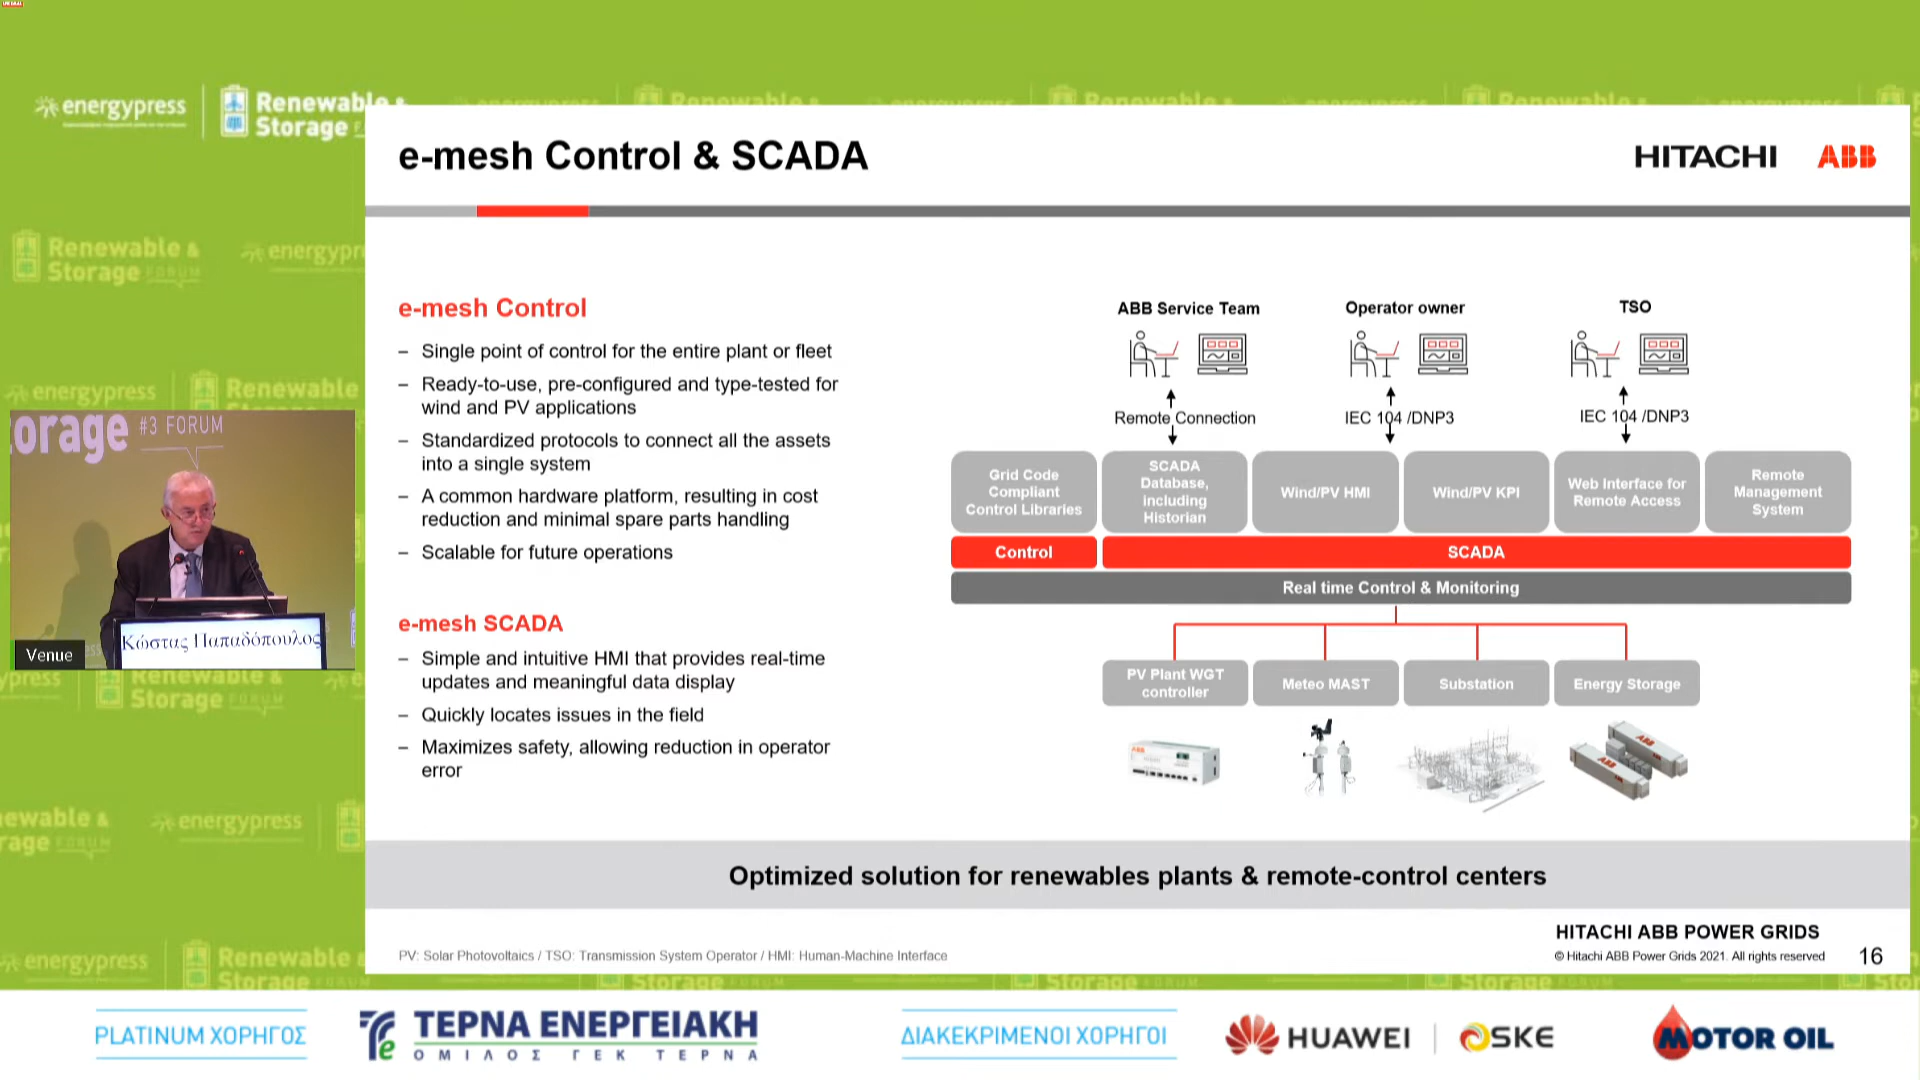 energypress
Renewable &
Storage
e-mesh Control & SCADA
HITACHI ABB
e-mesh Control
– Single point of control for the entire plant or fleet
– Ready-to-use, pre-configured and type-tested for
wind and PV applications
– Standardized protocols to connect all the assets
into a single system
– A common hardware platform, resulting in cost
reduction and minimal spare parts handling
– Scalable for future operations
e-mesh SCADA
– Simple and intuitive HMI that provides real-time
updates and meaningful data display
– Quickly locates issues in the field
– Maximizes safety, allowing reduction in operator
error
ABB Service Team
Operator owner
TSO
Remote Connection
IEC 104 /DNP3
IEC 104 /DNP3
Grid Code
Compliant
Control Libraries
SCADA
Database,
including
Historian
Wind/PV HMI
Wind/PV KPI
Web Interface for
Remote Access
Remote
Management
System
Control
SCADA
Real time Control & Monitoring
PV Plant WGT
controller
Meteo MAST
Substation
Energy Storage
ABB
ABB
ABB
Optimized solution for renewables plants & remote-control centers
PV: Solar Photovoltaics / TSO: Transmission System Operator / HMI: Human-Machine Interface
HITACHI ABB POWER GRIDS
© Hitachi ABB Power Grids 2021. All rights reserved
16
orage #3 FORUM
Κώστας Παπαδόπουλος
Venue
Renewable &
Storage FORUM
energypress
Renewable
energypress
energypress
Renewable &
Storage FORUM
PLATINUM ΧΟΡΗΓΟΣ
ΤΕΡΝΑ ΕΝΕΡΓΕΙΑΚΗ
ΟΜΙΛΟΣ ΓΕΚ ΤΕΡΝΑ
ΔΙΑΚΕΚΡΙΜΕΝΟΙ ΧΟΡΗΓΟΙ
HUAWEI
SKE
MOTOR OIL